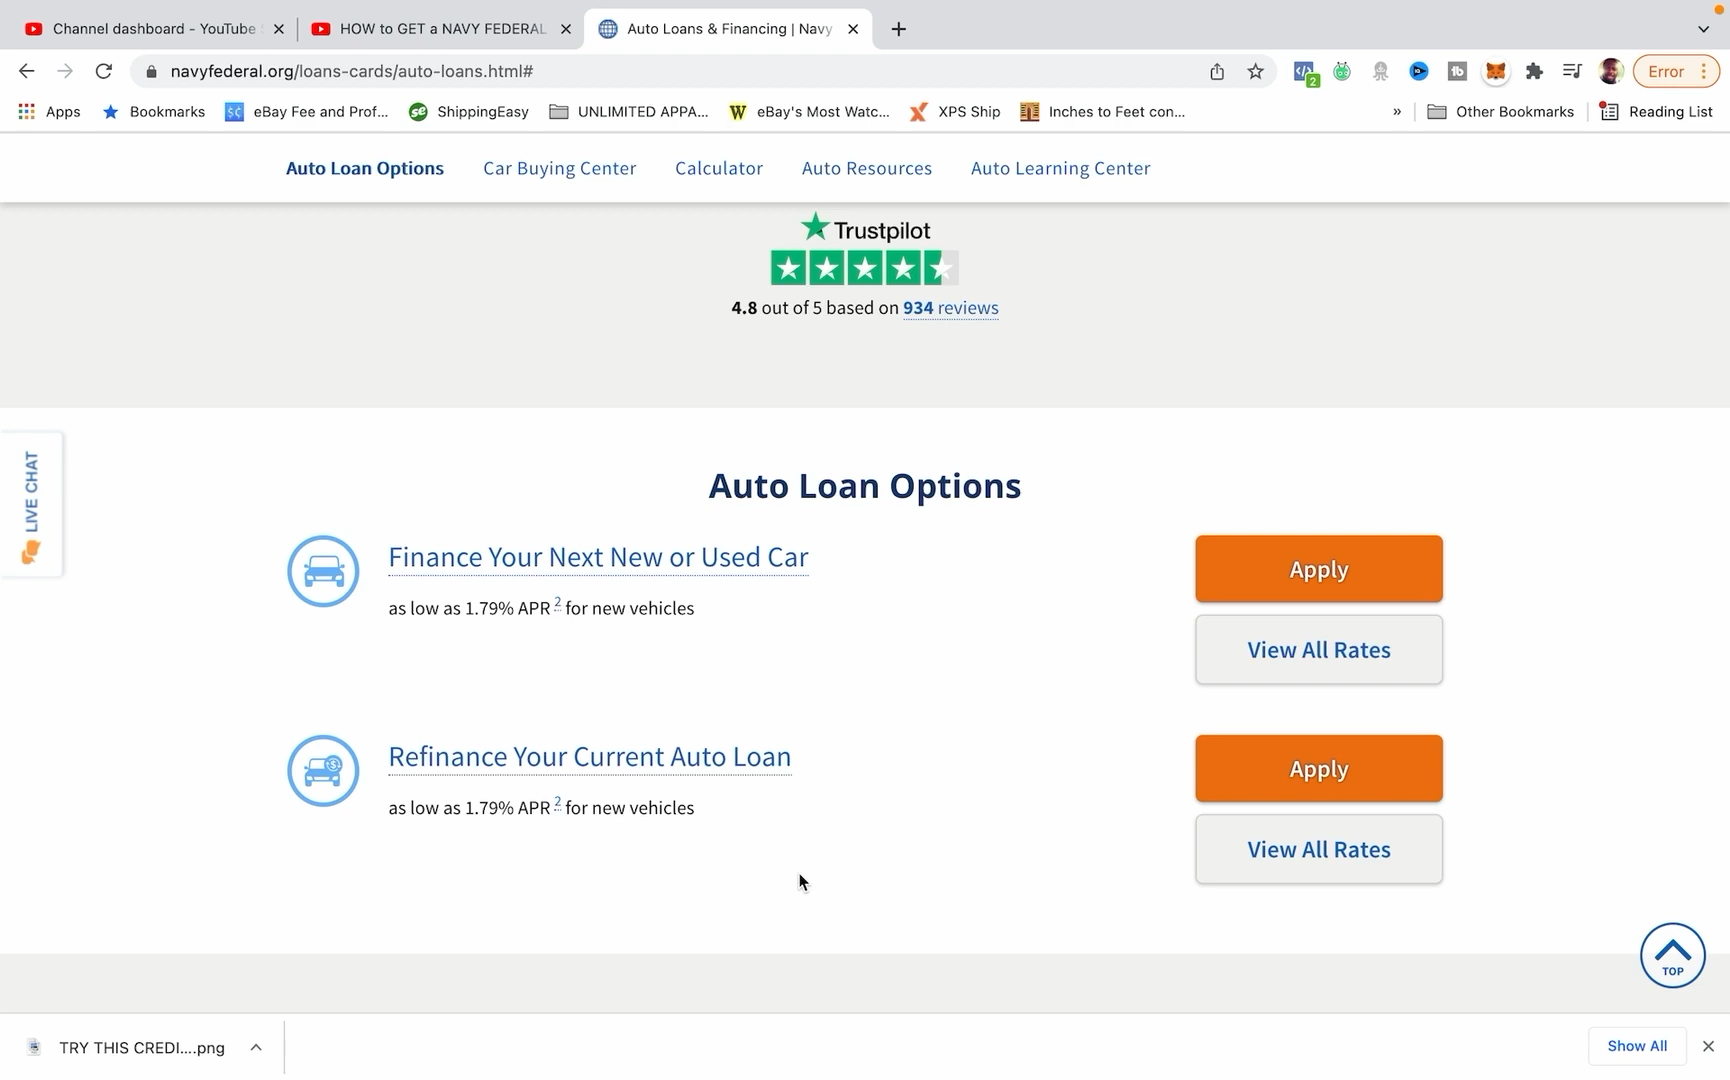 Channel dashboard - YouTube
HOW to GET a NAVY FEDERAL
Auto Loans & Financing | Navy
navyfederal.org/loans-cards/auto-loans.html#
2
tb
Error
Apps
Bookmarks
$¢
eBay Fee and Prof...
se
ShippingEasy
UNLIMITED APPA...
W
eBay's Most Watc...
X
XPS Ship
Inches to Feet con...
»
Other Bookmarks
Reading List
Auto Loan Options
Car Buying Center
Calculator
Auto Resources
Auto Learning Center
Trustpilot
4.8 out of 5 based on 934 reviews
LIVE CHAT
Auto Loan Options
Finance Your Next New or Used Car
as low as 1.79% APR 2 for new vehicles
Apply
View All Rates
Refinance Your Current Auto Loan
as low as 1.79% APR 2 for new vehicles
Apply
View All Rates
TOP
TRY THIS CREDI....png
Show All